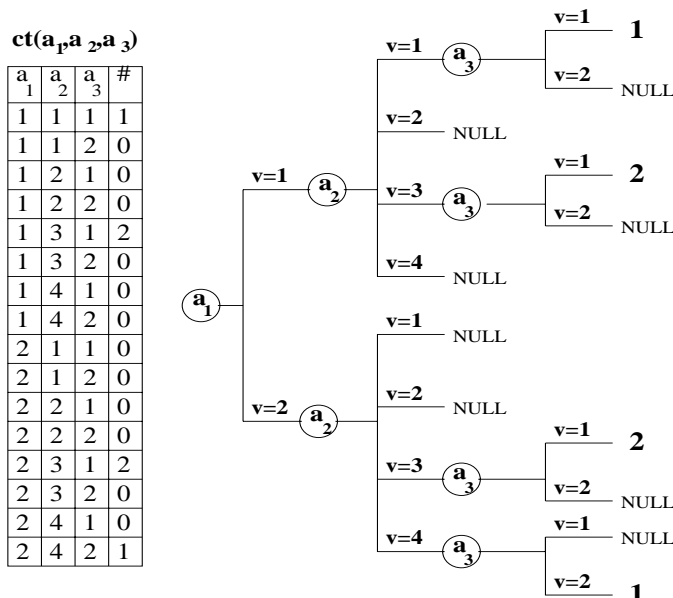 ct(a1,a2,a3)
a1 a2 a3 #
1 1 1 1
1 1 2 0
1 2 1 0
1 2 2 0
1 3 1 2
1 3 2 0
1 4 1 0
1 4 2 0
2 1 1 0
2 1 2 0
2 2 1 0
2 2 2 0
2 3 1 2
2 3 2 0
2 4 1 0
2 4 2 1
a1
v=1 a2
v=1 a3
v=1 1
v=2 NULL
v=2 NULL
v=3 a3
v=1 2
v=2 NULL
v=4 NULL
v=2 a2
v=1 NULL
v=2 NULL
v=3 a3
v=1 2
v=2 NULL
v=4 a3
v=1 NULL
v=2 1